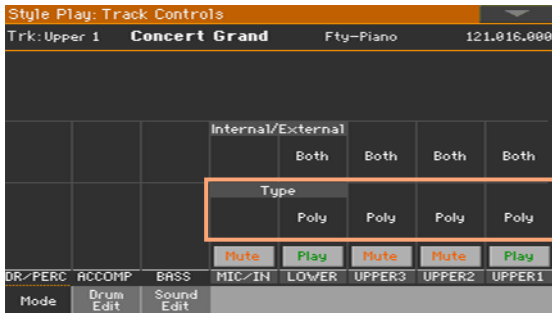 Style Play: Track Controls
Trk: Upper 1 Concert Grand Fty-Piano 121.016.000
Internal/External
Both Both Both Both
Type
Poly Poly Poly Poly
Mute Play Mute Mute Play
DR/PERC ACCOMP BASS MIC/IN LOWER UPPER3 UPPER2 UPPER1
Mode Drum Edit Sound Edit